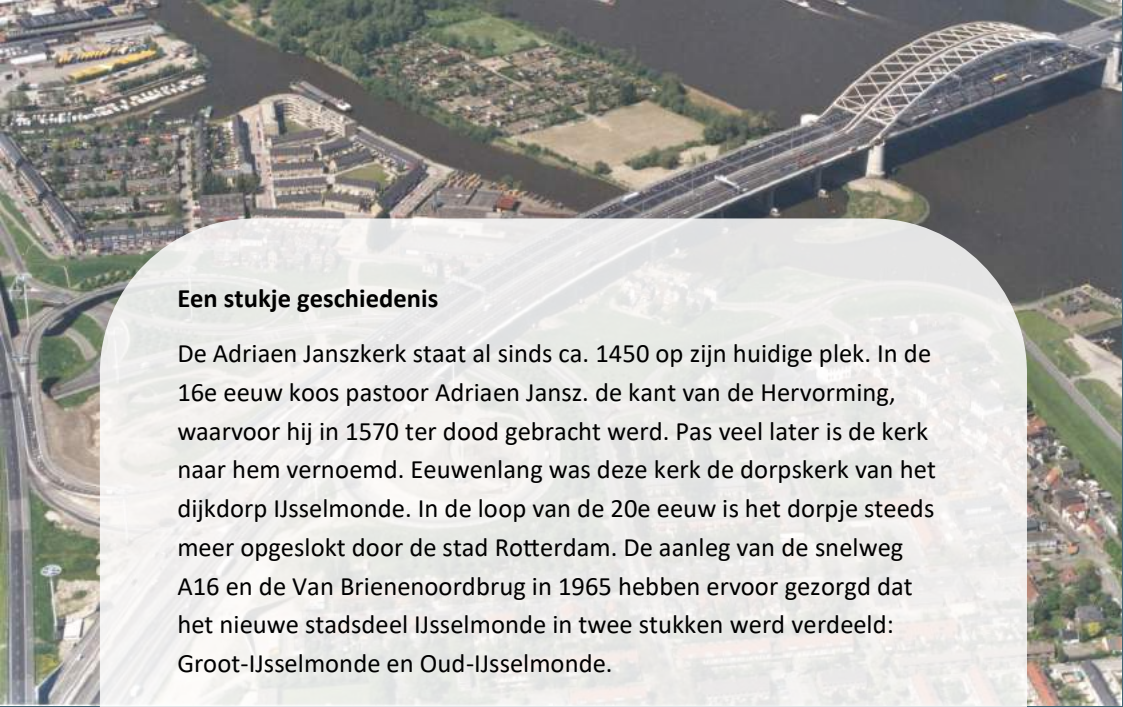 Een stukje geschiedenis
De Adriaen Janszkerk staat al sinds ca. 1450 op zijn huidige plek. In de
16e eeuw koos pastoor Adriaen Jansz. de kant van de Hervorming,
waarvoor hij in 1570 ter dood gebracht werd. Pas veel later is de kerk
naar hem vernoemd. Eeuwenlang was deze kerk de dorpskerk van het
dijkdorp IJsselmonde. In de loop van de 20e eeuw is het dorpje steeds
meer opgeslokt door de stad Rotterdam. De aanleg van de snelweg
A16 en de Van Brienenoordbrug in 1965 hebben ervoor gezorgd dat
het nieuwe stadsdeel IJsselmonde in twee stukken werd verdeeld:
Groot-IJsselmonde en Oud-IJsselmonde.